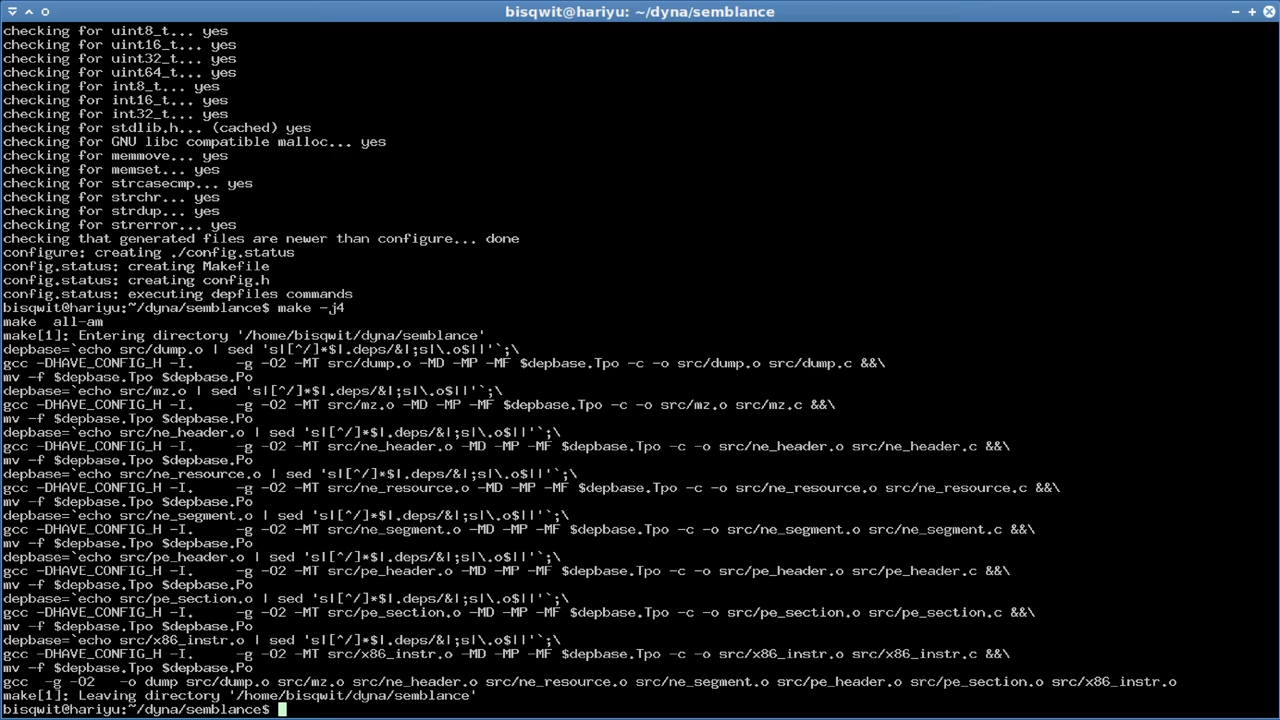 bisqwit@hariyu: ~/dyna/semblance
checking for uint8_t... yes
checking for uint16_t... yes
checking for uint32_t... yes
checking for uint64_t... yes
checking for int8_t... yes
checking for int16_t... yes
checking for int32_t... yes
checking for stdlib.h... (cached) yes
checking for GNU libc compatible malloc... yes
checking for memmove... yes
checking for memset... yes
checking for strcasecmp... yes
checking for strchr... yes
checking for strdup... yes
checking for strerror... yes
checking that generated files are newer than configure... done
configure: creating ./config.status
config.status: creating Makefile
config.status: creating config.h
config.status: executing depfiles commands
bisqwit@hariyu:~/dyna/semblance$ make -j4
make  all-am
make[1]: Entering directory '/home/bisqwit/dyna/semblance'
depbase=`echo src/dump.o | sed 's|[^/]*$|.deps/&|;s|\.o$||'`;\
gcc -DHAVE_CONFIG_H -I.     -g -O2 -MT src/dump.o -MD -MP -MF $depbase.Tpo -c -o src/dump.o src/dump.c &&\
mv -f $depbase.Tpo $depbase.Po
depbase=`echo src/mz.o | sed 's|[^/]*$|.deps/&|;s|\.o$||'`;\
gcc -DHAVE_CONFIG_H -I.     -g -O2 -MT src/mz.o -MD -MP -MF $depbase.Tpo -c -o src/mz.o src/mz.c &&\
mv -f $depbase.Tpo $depbase.Po
depbase=`echo src/ne_header.o | sed 's|[^/]*$|.deps/&|;s|\.o$||'`;\
gcc -DHAVE_CONFIG_H -I.     -g -O2 -MT src/ne_header.o -MD -MP -MF $depbase.Tpo -c -o src/ne_header.o src/ne_header.c &&\
mv -f $depbase.Tpo $depbase.Po
depbase=`echo src/ne_resource.o | sed 's|[^/]*$|.deps/&|;s|\.o$||'`;\
gcc -DHAVE_CONFIG_H -I.     -g -O2 -MT src/ne_resource.o -MD -MP -MF $depbase.Tpo -c -o src/ne_resource.o src/ne_resource.c &&\
mv -f $depbase.Tpo $depbase.Po
depbase=`echo src/ne_segment.o | sed 's|[^/]*$|.deps/&|;s|\.o$||'`;\
gcc -DHAVE_CONFIG_H -I.     -g -O2 -MT src/ne_segment.o -MD -MP -MF $depbase.Tpo -c -o src/ne_segment.o src/ne_segment.c &&\
mv -f $depbase.Tpo $depbase.Po
depbase=`echo src/pe_header.o | sed 's|[^/]*$|.deps/&|;s|\.o$||'`;\
gcc -DHAVE_CONFIG_H -I.     -g -O2 -MT src/pe_header.o -MD -MP -MF $depbase.Tpo -c -o src/pe_header.o src/pe_header.c &&\
mv -f $depbase.Tpo $depbase.Po
depbase=`echo src/pe_section.o | sed 's|[^/]*$|.deps/&|;s|\.o$||'`;\
gcc -DHAVE_CONFIG_H -I.     -g -O2 -MT src/pe_section.o -MD -MP -MF $depbase.Tpo -c -o src/pe_section.o src/pe_section.c &&\
mv -f $depbase.Tpo $depbase.Po
depbase=`echo src/x86_instr.o | sed 's|[^/]*$|.deps/&|;s|\.o$||'`;\
gcc -DHAVE_CONFIG_H -I.     -g -O2 -MT src/x86_instr.o -MD -MP -MF $depbase.Tpo -c -o src/x86_instr.o src/x86_instr.c &&\
mv -f $depbase.Tpo $depbase.Po
gcc  -g -O2   -o dump src/dump.o src/mz.o src/ne_header.o src/ne_resource.o src/ne_segment.o src/pe_header.o src/pe_section.o src/x86_instr.o
make[1]: Leaving directory '/home/bisqwit/dyna/semblance'
bisqwit@hariyu:~/dyna/semblance$